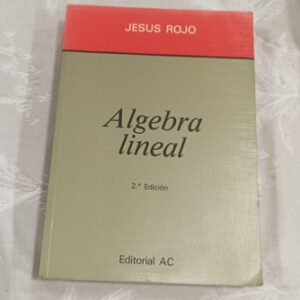 JESUS ROJO
Algebra
lineal
2.ª Edición
Editorial AC